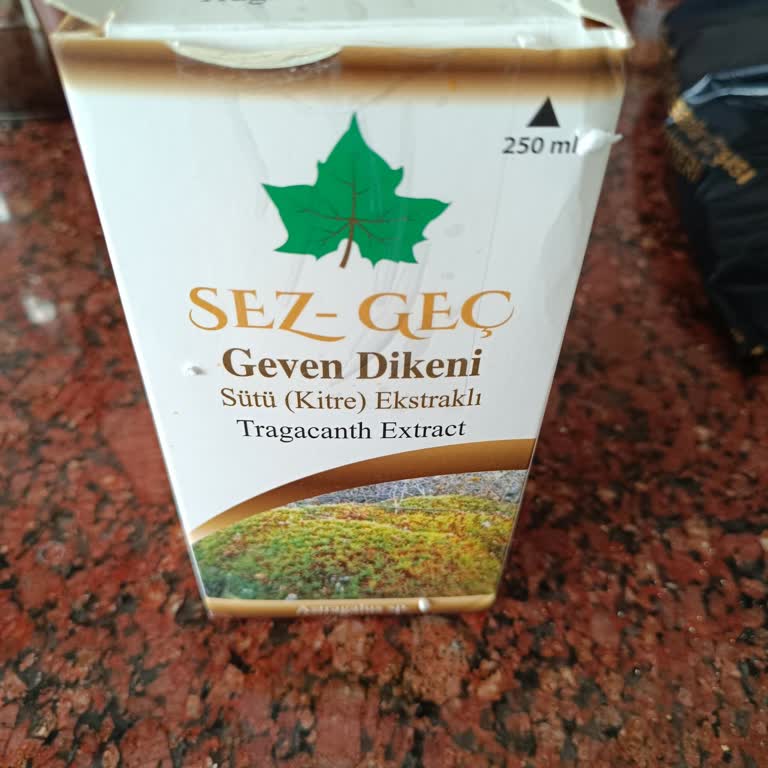 250 ml
SEZ-GEÇ
Geven Dikeni
Sütü (Kitre) Ekstraklı
Tragacanth Extract